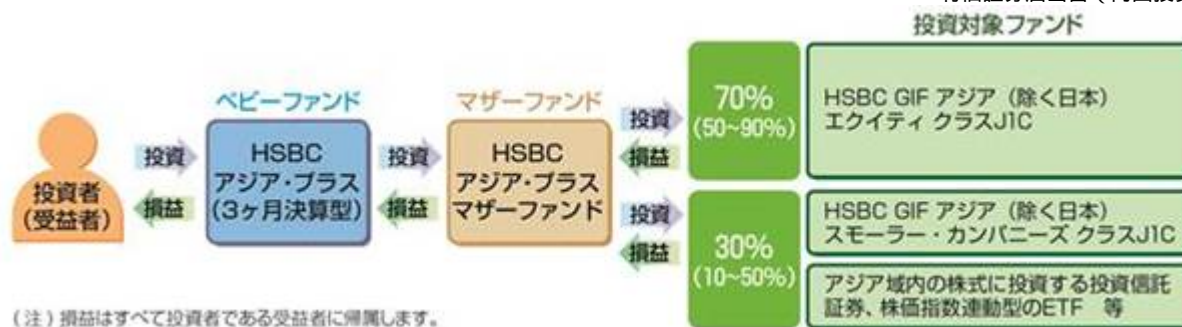 投資対象ファンド
ベビーファンド
マザーファンド
投資者
(受益者)
投資
損益
HSBC
アジア・プラス
(3ヶ月決算型)
投資
損益
HSBC
アジア・プラス
マザーファンド
投資
損益
70%
(50~90%)
HSBC GIF アジア（除く日本）
エクイティ クラスJ1C
投資
損益
30%
(10~50%)
HSBC GIF アジア（除く日本）
スモーラー・カンパニーズ クラスJ1C
アジア域内の株式に投資する投資信託
証券、株価指数連動型のETF 等
(注)損益はすべて投資者である受益者に帰属します。